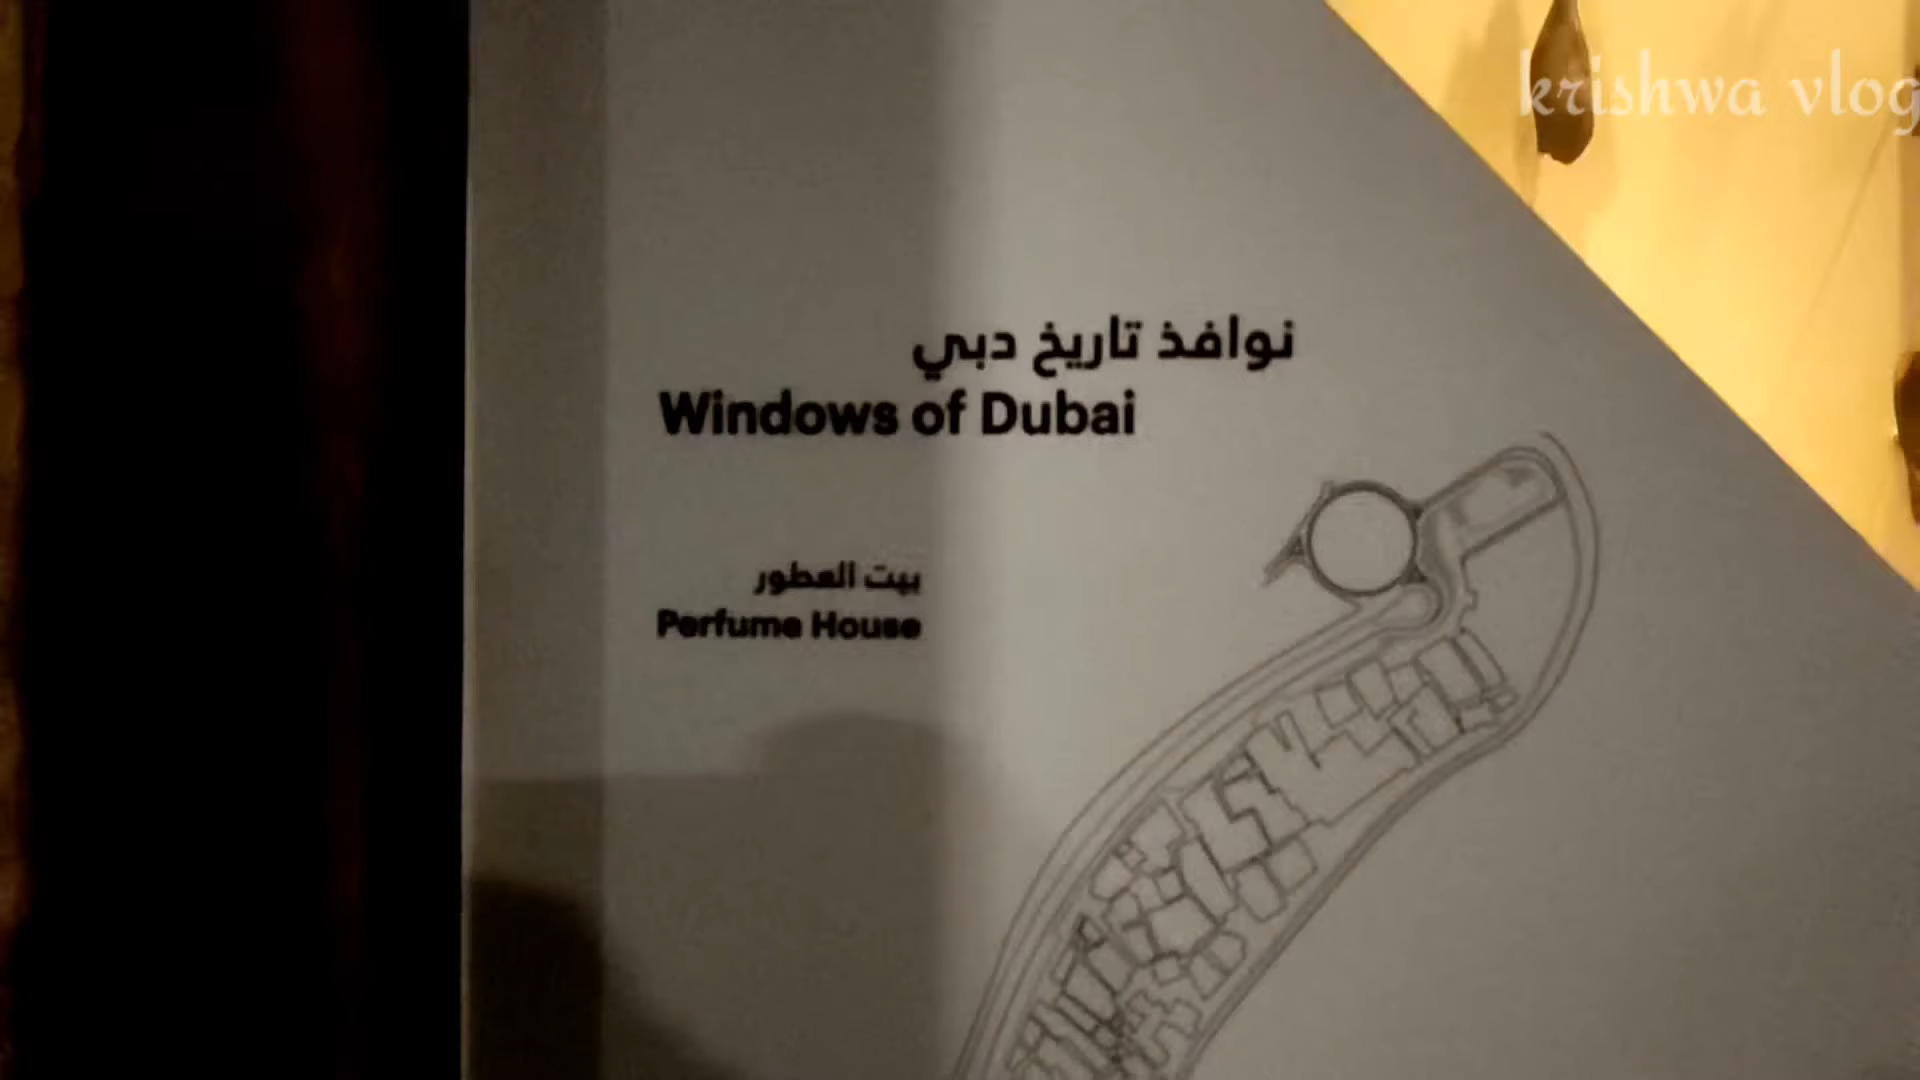 krishwa vlog
نوافذ تاريخ دبي
Windows of Dubai
بيت العطور
Perfume House